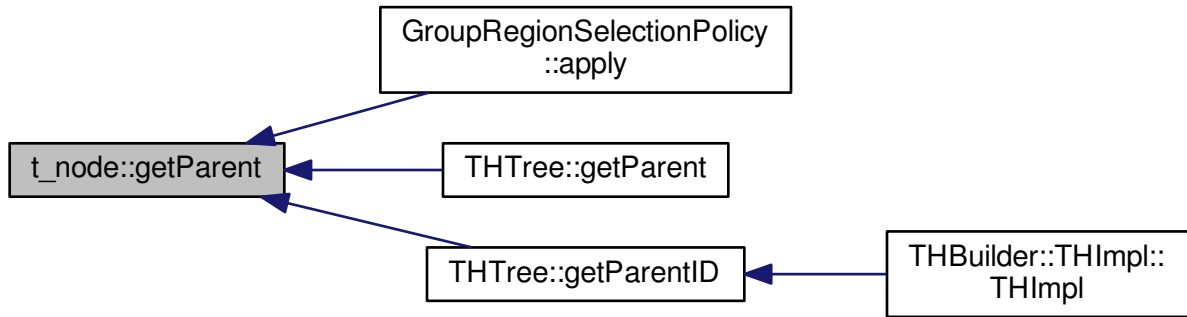 GroupRegionSelectionPolicy
::apply
t_node::getParent
THTree::getParent
THTree::getParentID
THBuilder::THImpl::
THImpl